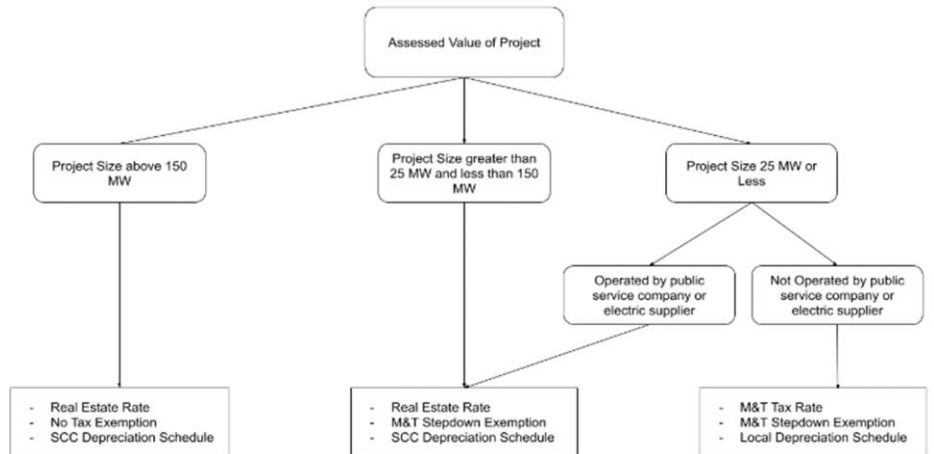 Assessed Value of Project
Project Size above 150
MW
Project Size greater than
25 MW and less than 150
MW
Project Size 25 MW or
Less
Operated by public
service company or
electric supplier
Not Operated by public
service company or
electric supplier
- Real Estate Rate
- No Tax Exemption
- SCC Depreciation Schedule
- Real Estate Rate
- M&T Stepdown Exemption
- SCC Depreciation Schedule
- M&T Tax Rate
- M&T Stepdown Exemption
- Local Depreciation Schedule